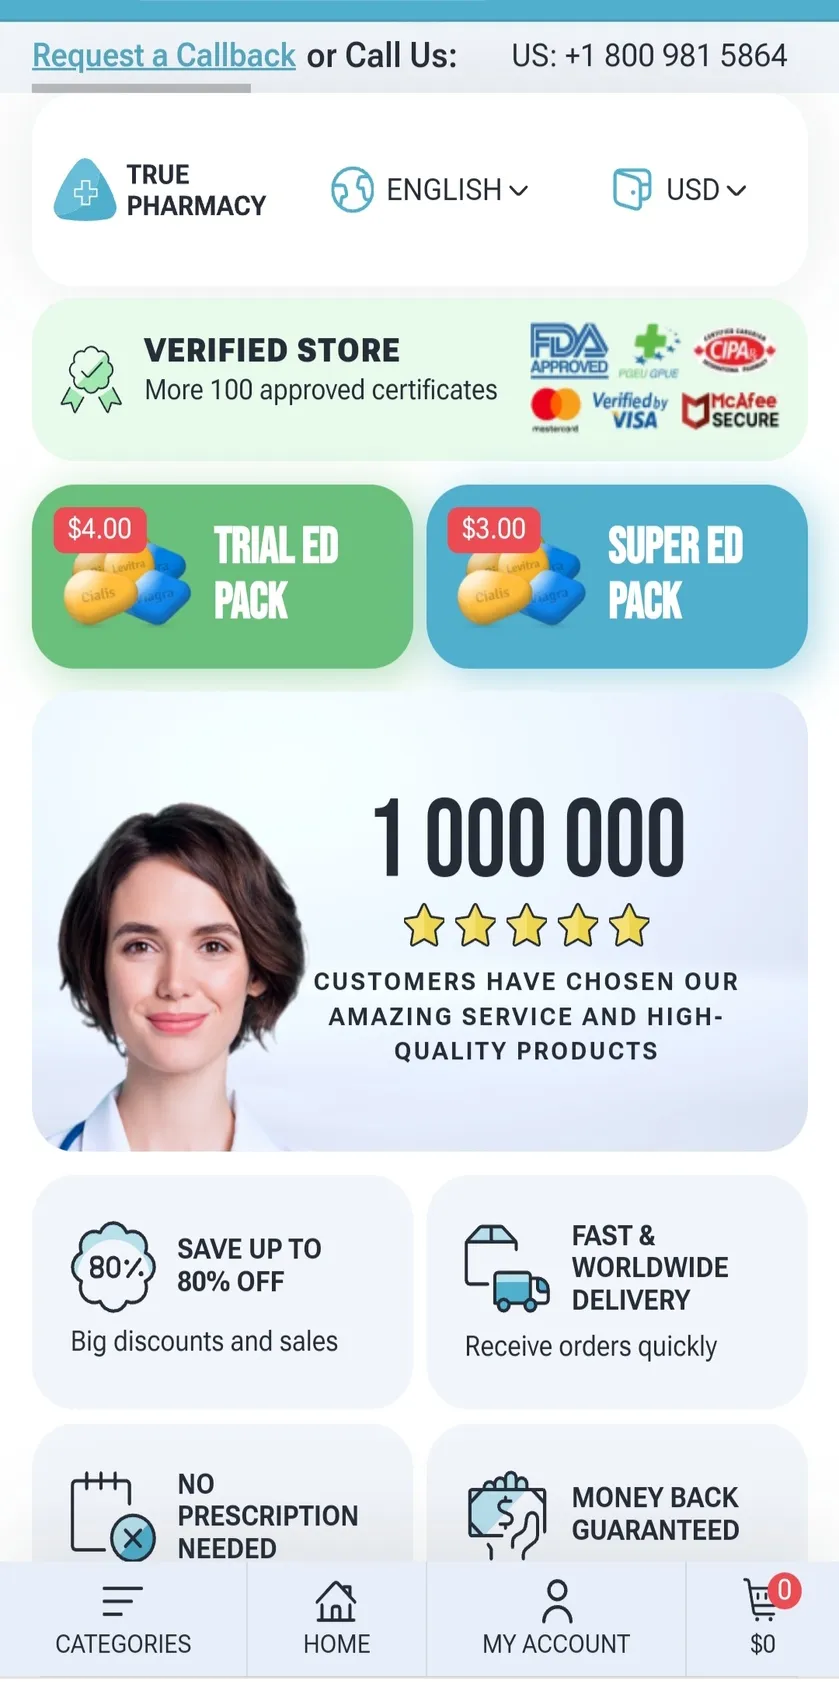 Request a Callback or Call Us: US: +1 800 981 5864
TRUE
PHARMACY
ENGLISH
USD
VERIFIED STORE
More 100 approved certificates
FDA
APPROVED
PGEU GPUE
CIPA
mastercard
Verified by
VISA
McAfee
SECURE
$4.00
Levitra
Cialis
Viagra
TRIAL ED
PACK
$3.00
Levitra
Cialis
Viagra
SUPER ED
PACK
1 000 000
CUSTOMERS HAVE CHOSEN OUR
AMAZING SERVICE AND HIGH-
QUALITY PRODUCTS
80%
SAVE UP TO
80% OFF
Big discounts and sales
FAST &
WORLDWIDE
DELIVERY
Receive orders quickly
NO
PRESCRIPTION
NEEDED
MONEY BACK
GUARANTEED
CATEGORIES
HOME
MY ACCOUNT
0
$0